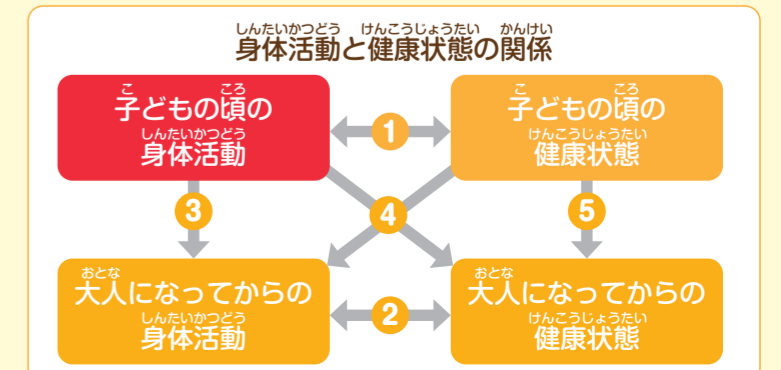 しんたいかつどう けんこうじょうたい かんけい
身体活動と健康状態の関係
こ ころ
子どもの頃の
しんたいかつどう
身体活動
1
こ ころ
子どもの頃の
けんこうじょうたい
健康状態
3
4
5
おとな
大人になってからの
しんたいかつどう
身体活動
2
おとな
大人になってからの
けんこうじょうたい
健康状態